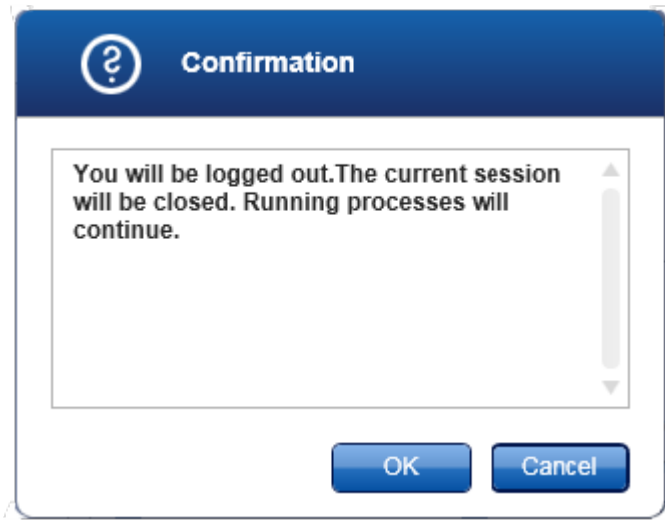 Confirmation
You will be logged out.The current session
will be closed. Running processes will
continue.
OK
Cancel